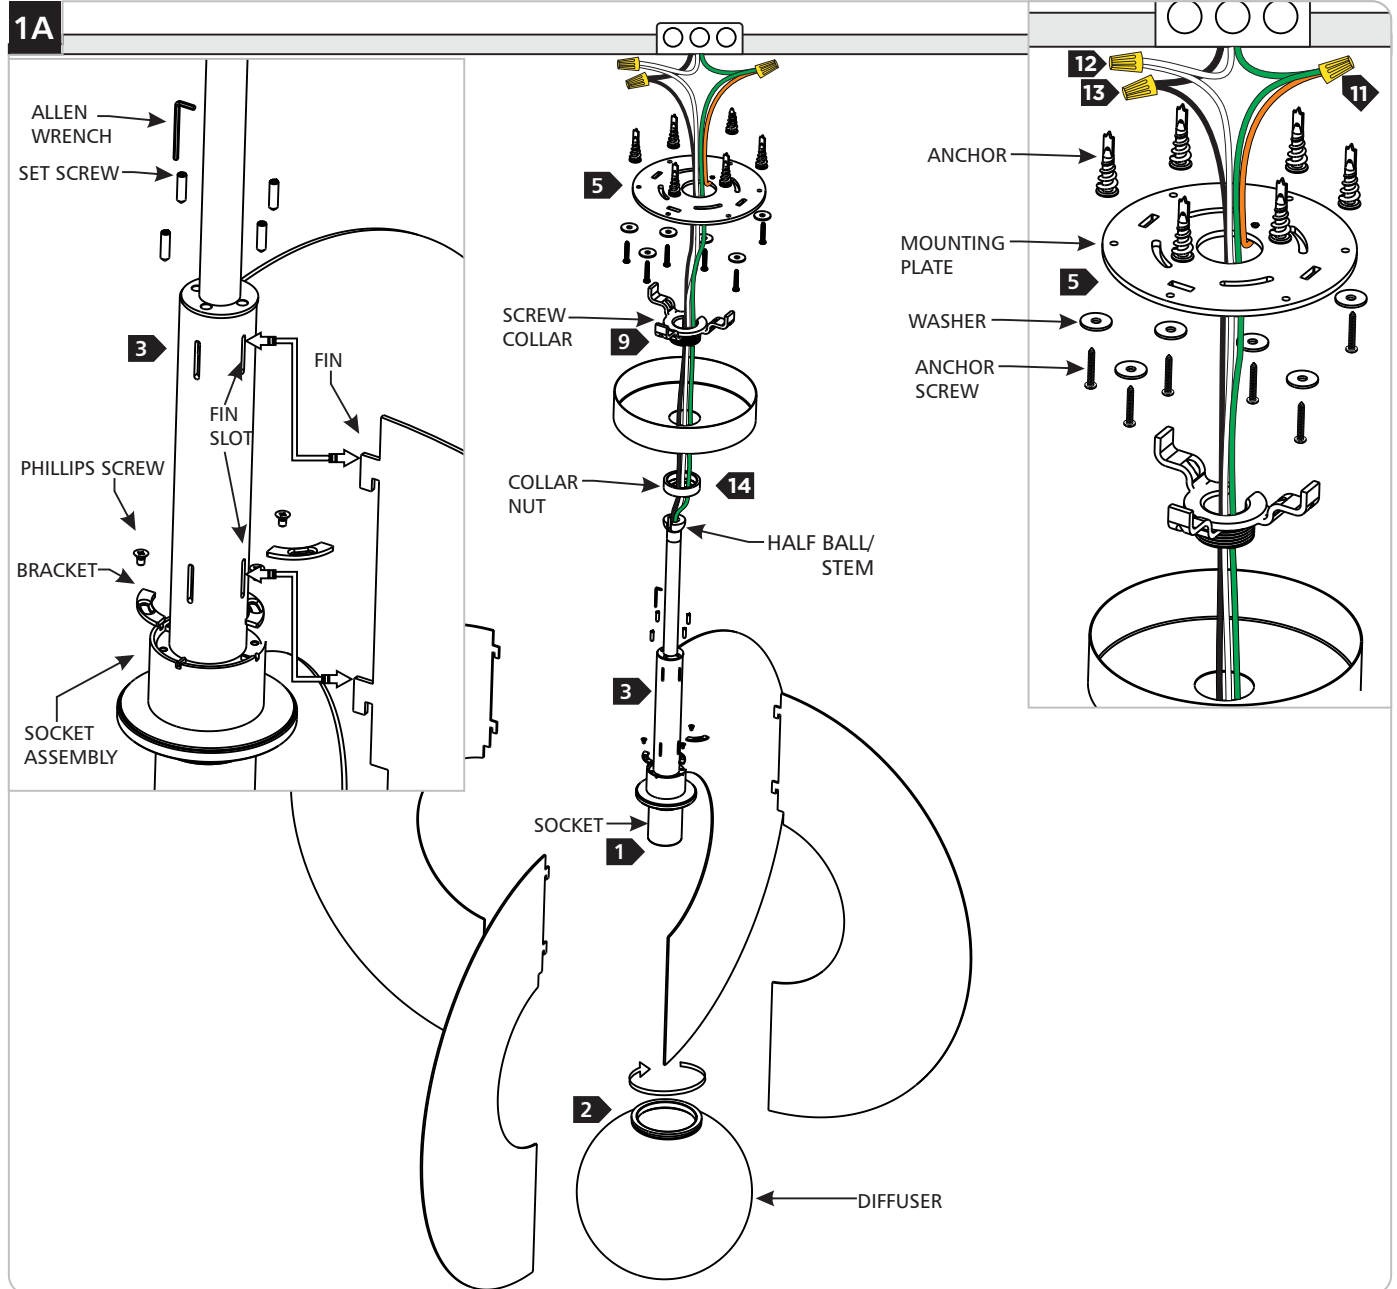 1A
ALLEN
WRENCH
SET SCREW
3
FIN
FIN
SLOT
PHILLIPS SCREW
BRACKET
SOCKET
ASSEMBLY
5
SCREW
COLLAR
9
COLLAR
NUT
14
HALF BALL/
STEM
3
SOCKET
1
2
DIFFUSER
12
13
11
ANCHOR
MOUNTING
PLATE
5
WASHER
ANCHOR
SCREW